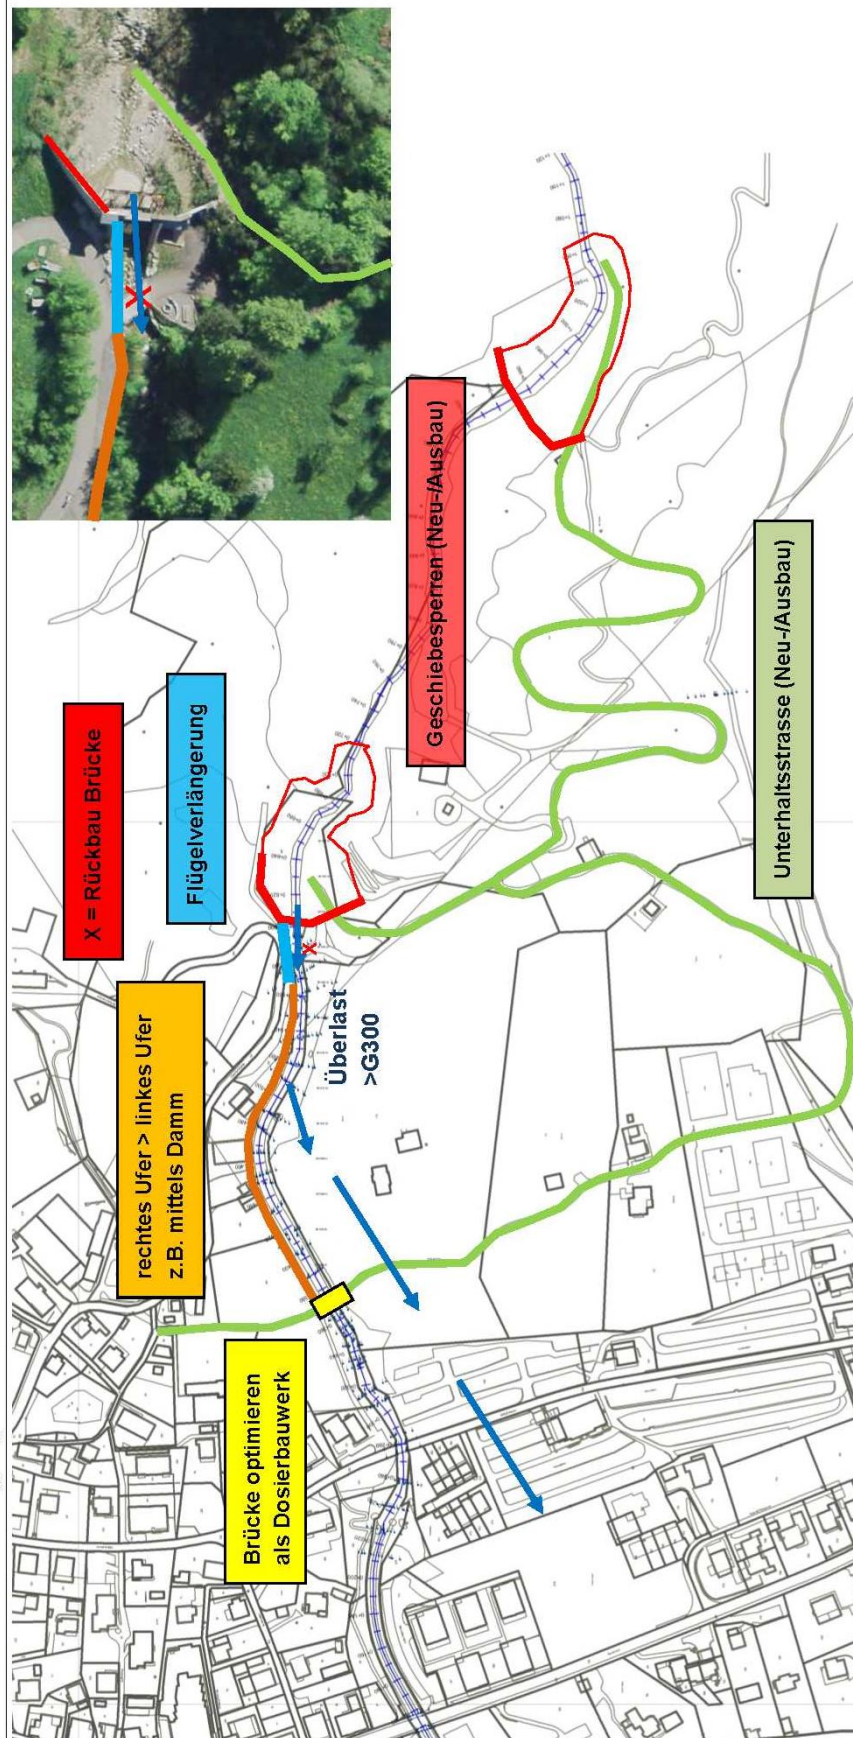 X = Rückbau Brücke
Flügelverlängerung
Geschiebesperren (Neu-/Ausbau)
Unterhaltsstrasse (Neu-/Ausbau)
rechtes Ufer > linkes Ufer
z.B. mittels Damm
Überlast
>G300
Brücke optimieren
als Dosierbauwerk
X
x